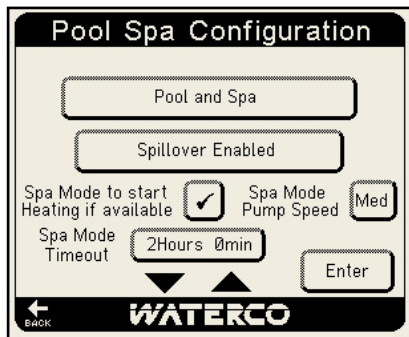 Pool Spa Configuration
Pool and Spa
Spillover Enabled
Spa Mode to start
Heating if available
✓
Spa Mode
Pump Speed
Med
Spa Mode
Timeout
2Hours 0min
Enter
BACK
WATERCO